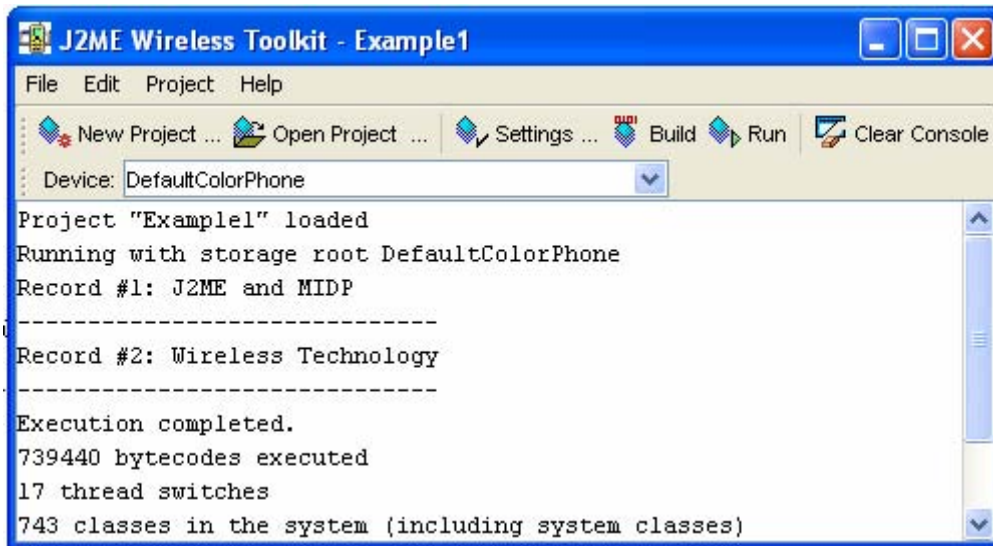 J2ME Wireless Toolkit - Example1
File Edit Project Help
New Project ... Open Project ... Settings ... Build Run Clear Console
Device: DefaultColorPhone
Project "Example1" loaded
Running with storage root DefaultColorPhone
Record #1: J2ME and MIDP
------------------------------
Record #2: Wireless Technology
------------------------------
Execution completed.
739440 bytecodes executed
17 thread switches
743 classes in the system (including system classes)